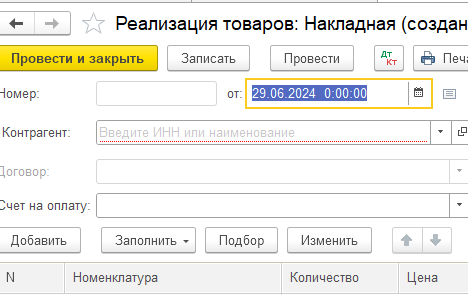 Реализация товаров: Накладная (создан
Провести и закрыть Записать Провести Дт Кт Печа
Номер: от: 29.06.2024 0:00:00
Контрагент: Введите ИНН или наименование
Договор:
Счет на оплату:
Добавить Заполнить Подбор Изменить
N Номенклатура Количество Цена